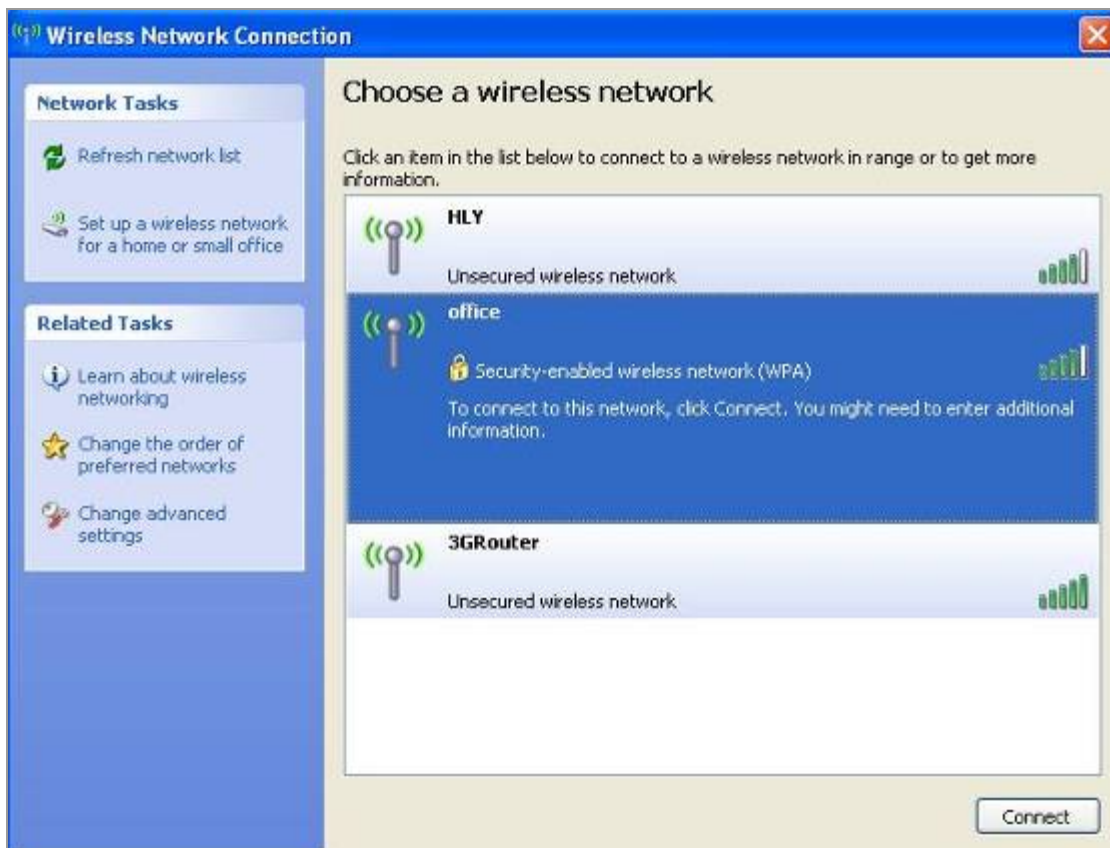 Wireless Network Connection
Network Tasks
Refresh network list
Set up a wireless network
for a home or small office
Related Tasks
Learn about wireless
networking
Change the order of
preferred networks
Change advanced
settings
Choose a wireless network
Click an item in the list below to connect to a wireless network in range or to get more
information.
HLY
Unsecured wireless network
office
Security-enabled wireless network (WPA)
To connect to this network, click Connect. You might need to enter additional
information.
3GRouter
Unsecured wireless network
Connect